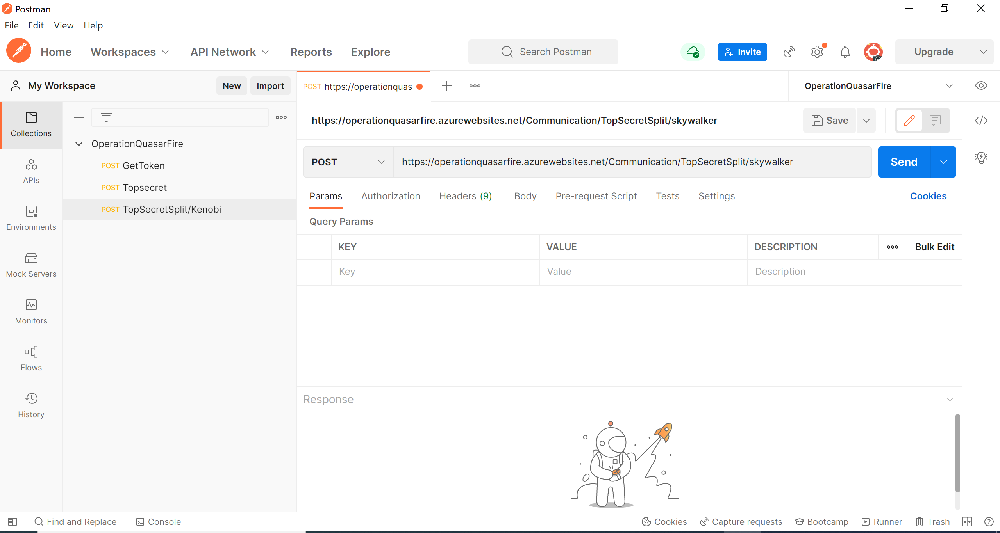 Postman
File Edit View Help
Home Workspaces API Network Reports Explore Search Postman Invite Upgrade
My Workspace New Import POST https://operationquas OperationQuasarFire
Collections
https://operationquasarfire.azurewebsites.net/Communication/TopSecretSplit/skywalker Save
OperationQuasarFire
POST GetToken
POST Topsecret
POST TopSecretSplit/Kenobi
APIs
Environments
Mock Servers
Monitors
Flows
History
POST https://operationquasarfire.azurewebsites.net/Communication/TopSecretSplit/skywalker Send
Params Authorization Headers (9) Body Pre-request Script Tests Settings Cookies
Query Params
KEY VALUE DESCRIPTION Bulk Edit
Key Value Description
Response
Find and Replace Console Cookies Capture requests Bootcamp Runner Trash